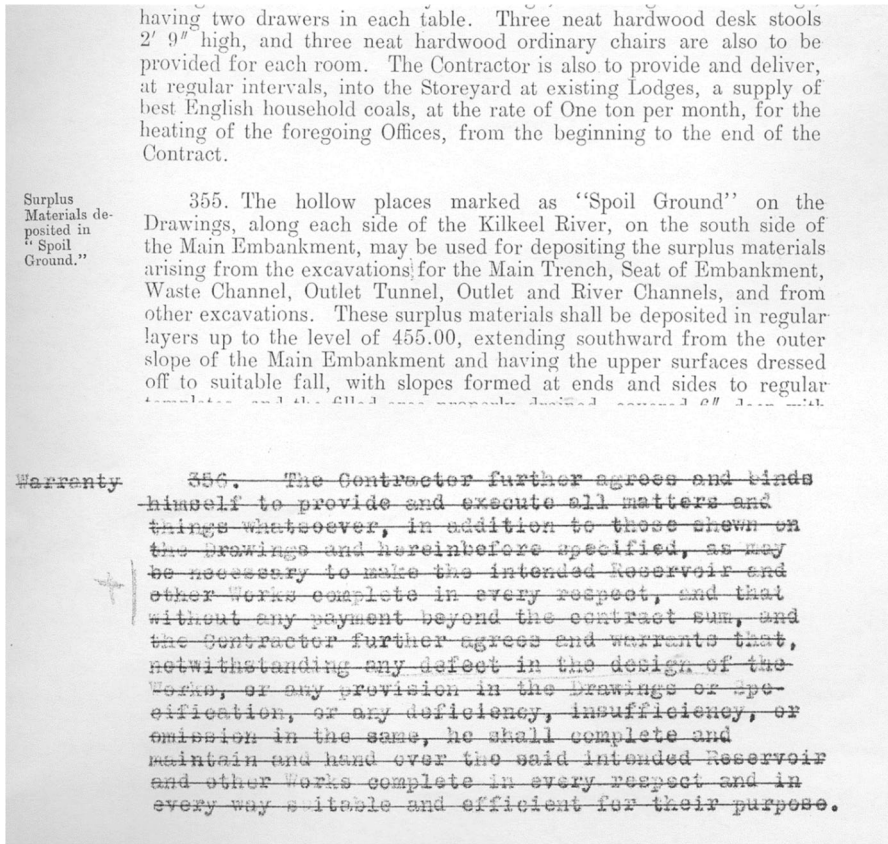 having two drawers in each table. Three neat hardwood desk stools
2′ 9″ high, and three neat hardwood ordinary chairs are also to be
provided for each room. The Contractor is also to provide and deliver,
at regular intervals, into the Storeyard at existing Lodges, a supply of
best English household coals, at the rate of One ton per month, for the
heating of the foregoing Offices, from the beginning to the end of the
Contract.
Surplus
Materials de-
posited in
“ Spoil
Ground.”
355. The hollow places marked as “Spoil Ground” on the
Drawings, along each side of the Kilkeel River, on the south side of
the Main Embankment, may be used for depositing the surplus materials
arising from the excavations for the Main Trench, Seat of Embankment,
Waste Channel, Outlet Tunnel, Outlet and River Channels, and from
other excavations. These surplus materials shall be deposited in regular
layers up to the level of 455.00, extending southward from the outer
slope of the Main Embankment and having the upper surfaces dressed
off to suitable fall, with slopes formed at ends and sides to regular
Warranty
356. The Contractor further agrees and binds
himself to provide and execute all matters and
things whatsoever, in addition to those shewn on
the Drawings and hereinbefore specified, as may
be necessary to make the intended Reservoir and
other Works complete in every respect, and that
without any payment beyond the contract sum, and
the Contractor further agrees and warrants that,
notwithstanding any defect in the design of the
Works, or any provision in the Drawings or Spe-
cification, or any deficiency, insufficiency, or
omission in the same, he shall complete and
maintain and hand over the said intended Reservoir
and other Works complete in every respect and in
every way suitable and efficient for their purpose.